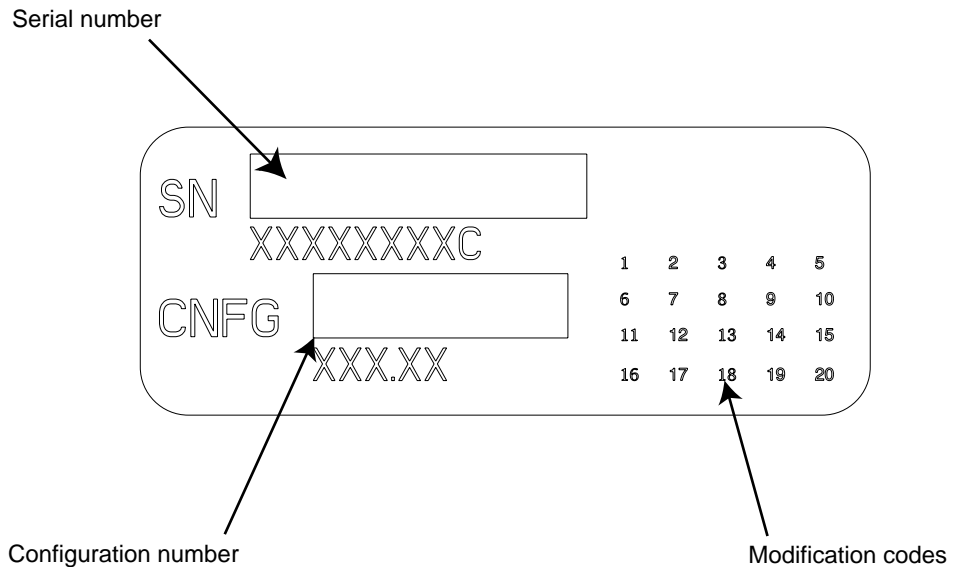 Serial number
SN
XXXXXXXXC
CNFG
XXX.XX
1 2 3 4 5
6 7 8 9 10
11 12 13 14 15
16 17 18 19 20
Configuration number
Modification codes